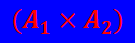 (A₁ × A₂)